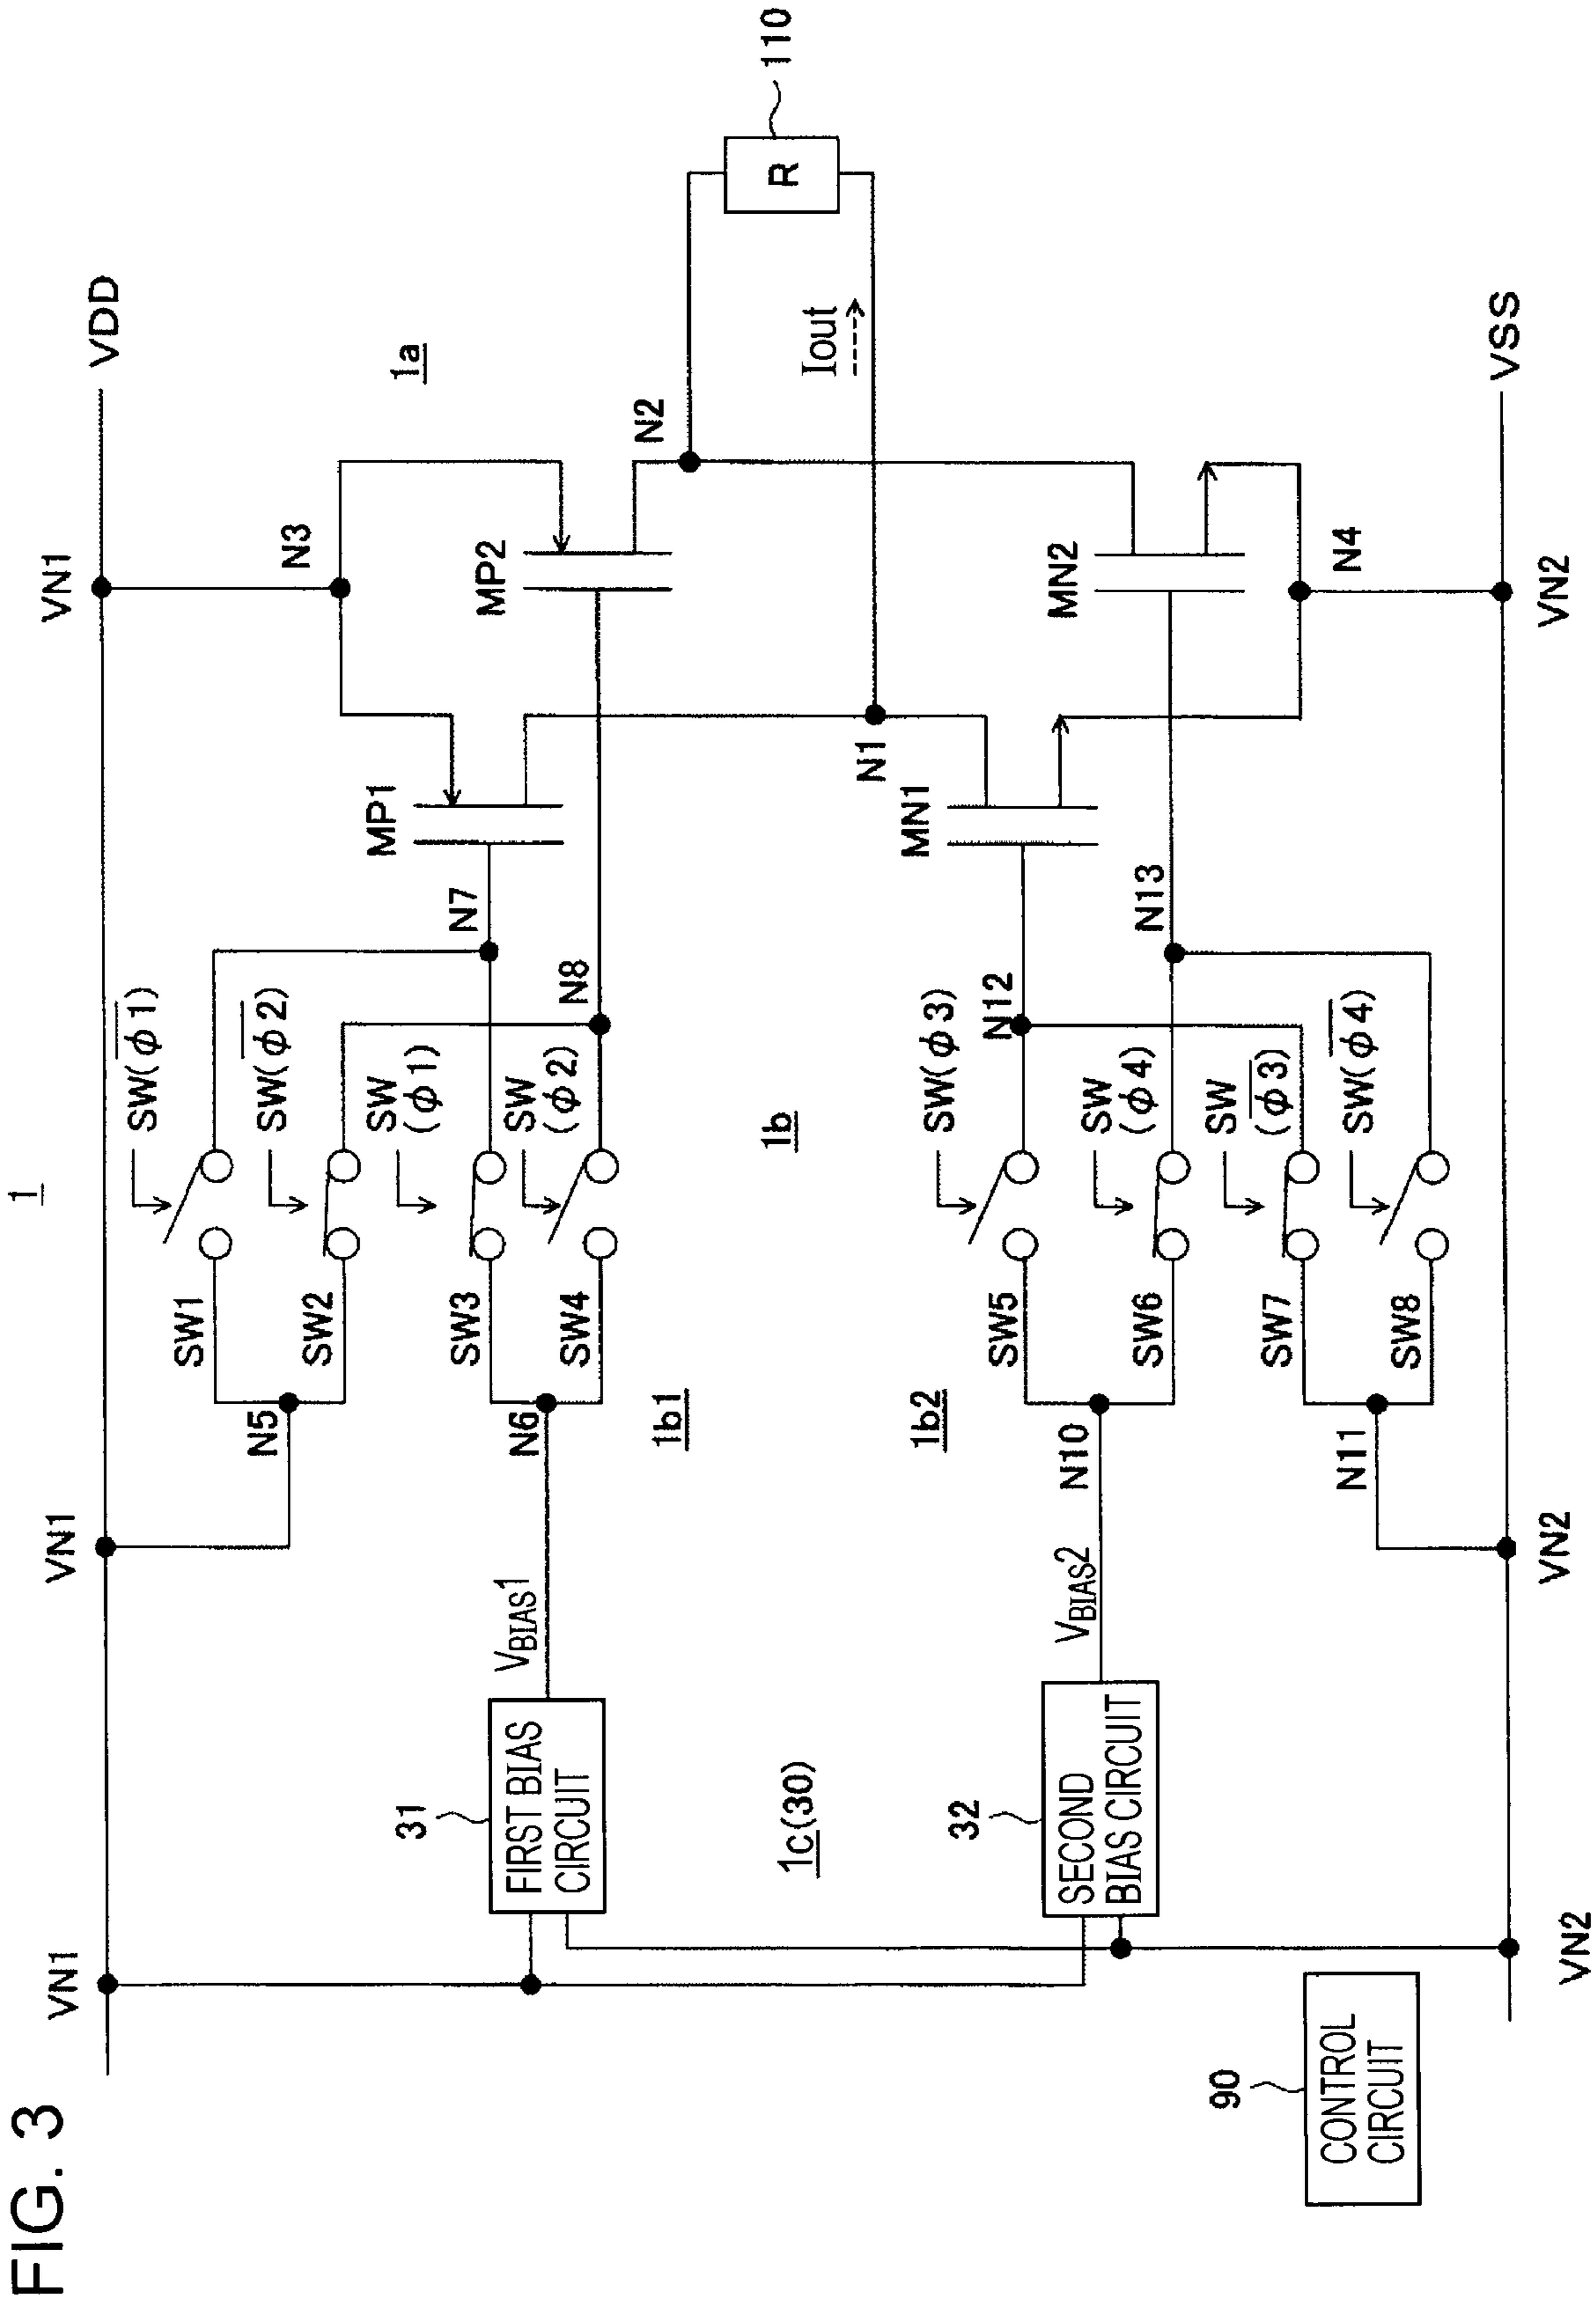 FIG. 3
1
VN1
VN1
VN1
VDD
SW1
SW(φ1)
SW2
SW(φ2)
SW3
SW
(φ1)
SW4
SW
(φ2)
N5
N6
N7
N8
N3
1a
MP1
MP2
N2
110
R
Iout
31
FIRST BIAS
CIRCUIT
VBIAS1
1b1
1b
1c(30)
N1
32
SECOND
BIAS CIRCUIT
VBIAS2
1b2
N10
N11
SW5
SW(φ3)
SW6
SW
(φ4)
SW7
SW
(φ3)
SW8
SW(φ4)
N12
N13
MN1
MN2
N4
90
CONTROL
CIRCUIT
VN2
VN2
VN2
VSS